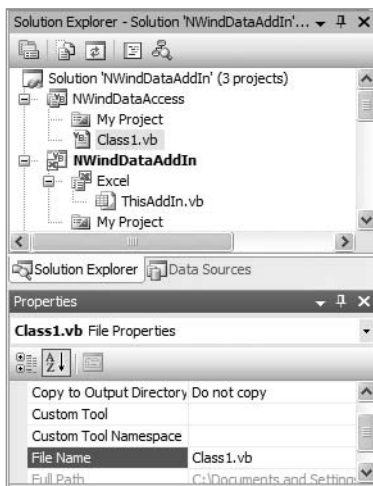 Solution Explorer - Solution 'NWindDataAddIn'...
Solution 'NWindDataAddIn' (3 projects)
NWindDataAccess
My Project
Class1.vb
NWindDataAddIn
Excel
ThisAddIn.vb
My Project
Solution Explorer Data Sources
Properties
Class1.vb File Properties
Copy to Output Directory Do not copy
Custom Tool
Custom Tool Namespace
File Name Class1.vb
Full Path C:\Documents and Settings